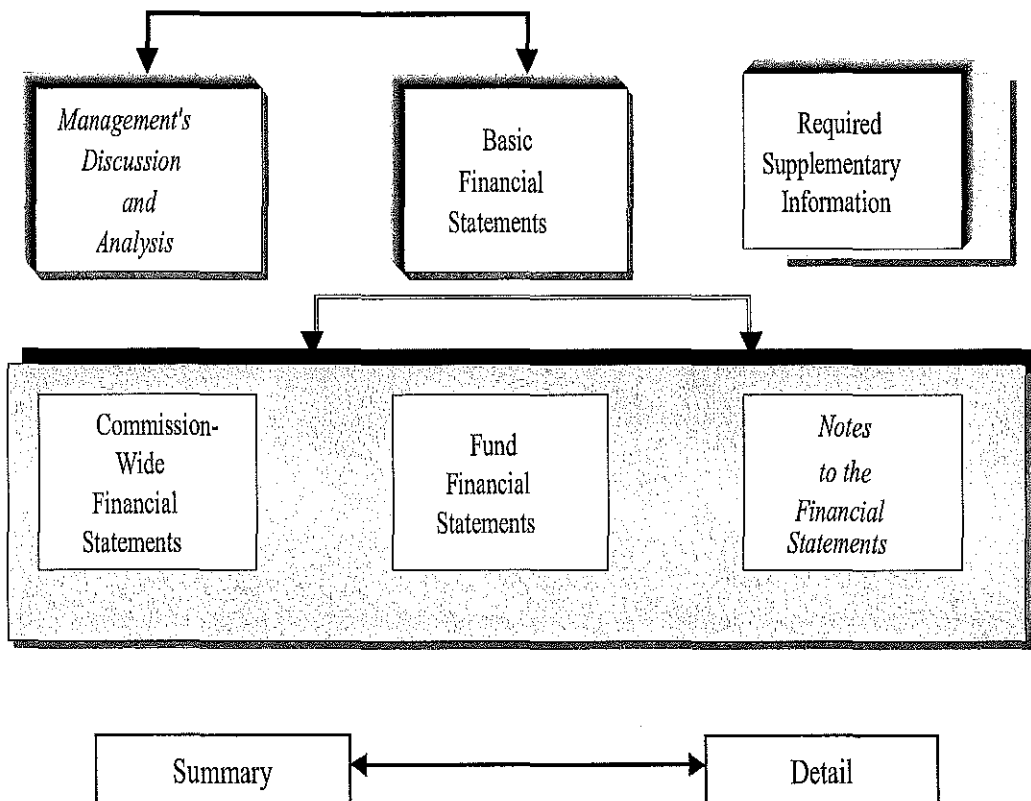 Management's
Discussion
and
Analysis
Basic
Financial
Statements
Required
Supplementary
Information
Commission-
Wide
Financial
Statements
Fund
Financial
Statements
Notes
to the
Financial
Statements
Summary
Detail